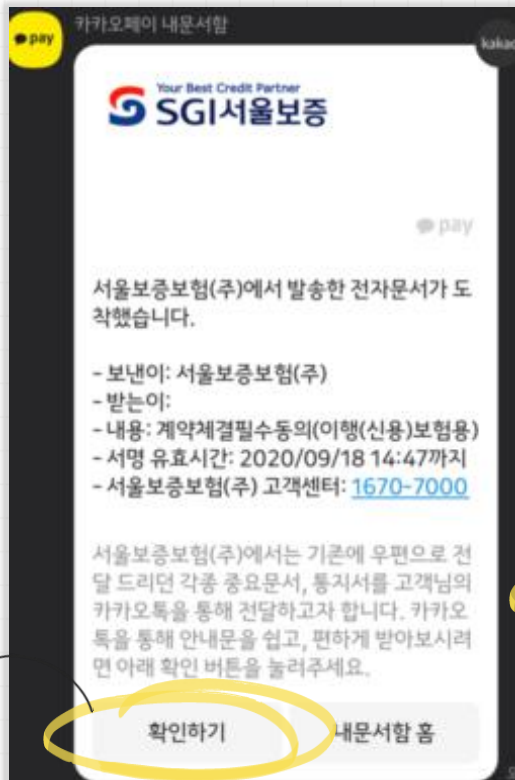 pay
카카오페이 내문서함
kakao
Your Best Credit Partner
SGI서울보증
pay
서울보증보험(주)에서 발송한 전자문서가 도
착했습니다.
- 보낸이: 서울보증보험(주)
- 받는이:
- 내용: 계약체결필수동의(이행(신용)보험용)
- 서명 유효시간: 2020/09/18 14:47까지
- 서울보증보험(주) 고객센터: 1670-7000
서울보증보험(주)에서는 기존에 우편으로 전
달 드리던 각종 중요문서, 통지서를 고객님의
카카오톡을 통해 전달하고자 합니다. 카카오
톡을 통해 안내문을 쉽고, 편하게 받아보시려
면 아래 확인 버튼을 눌러주세요.
확인하기
내문서함 홈